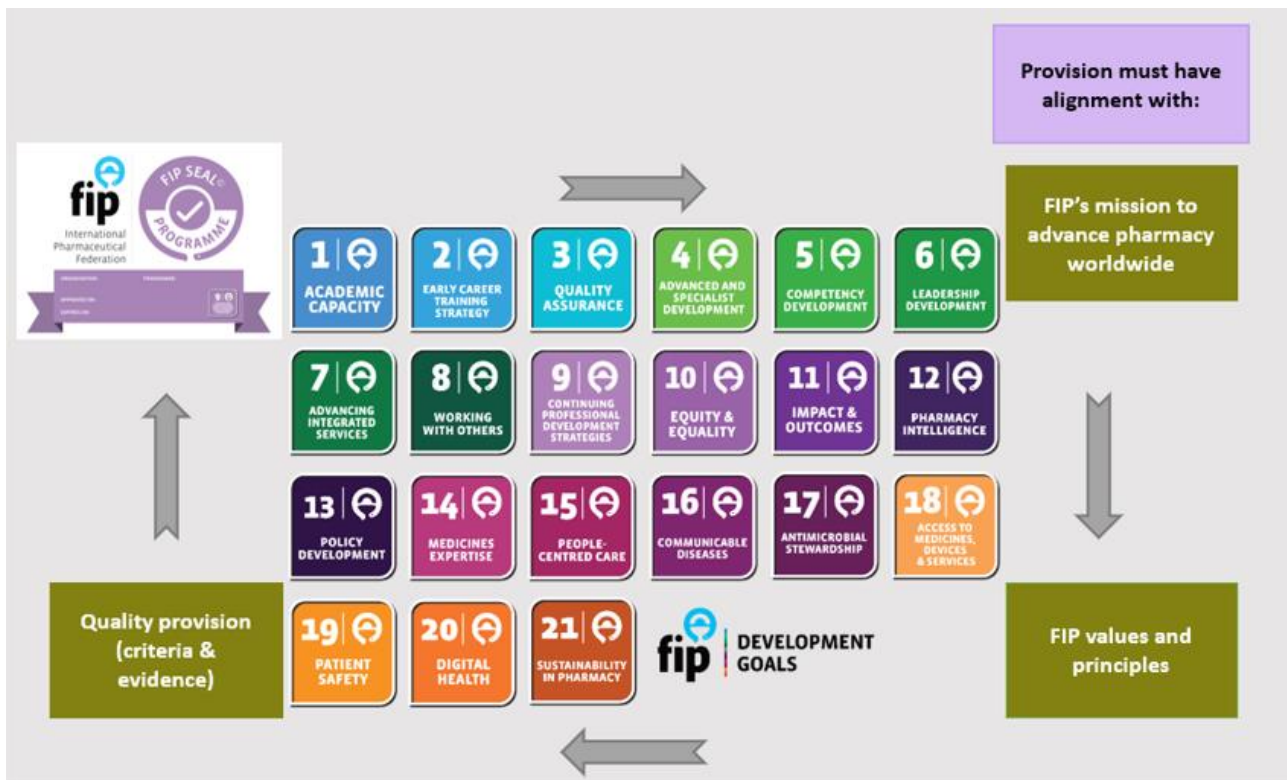 Provision must have
alignment with:
fip
International
Pharmaceutical
Federation
FIP SEAL©
PROGRAMME
FIP's mission to
advance pharmacy
worldwide
1
ACADEMIC
CAPACITY
2
EARLY CAREER
TRAINING
STRATEGY
3
QUALITY
ASSURANCE
4
ADVANCED AND
SPECIALIST
DEVELOPMENT
5
COMPETENCY
DEVELOPMENT
6
LEADERSHIP
DEVELOPMENT
7
ADVANCING
INTEGRATED
SERVICES
8
WORKING
WITH OTHERS
9
CONTINUING
PROFESSIONAL
DEVELOPMENT
STRATEGIES
10
EQUITY &
EQUALITY
11
IMPACT &
OUTCOMES
12
PHARMACY
INTELLIGENCE
13
POLICY
DEVELOPMENT
14
MEDICINES
EXPERTISE
15
PEOPLE-
CENTRED CARE
16
COMMUNICABLE
DISEASES
17
ANTIMICROBIAL
STEWARDSHIP
18
ACCESS TO
MEDICINES,
DEVICES
& SERVICES
Quality provision
(criteria &
evidence)
19
PATIENT
SAFETY
20
DIGITAL
HEALTH
21
SUSTAINABILITY
IN PHARMACY
fip
DEVELOPMENT
GOALS
FIP values and
principles